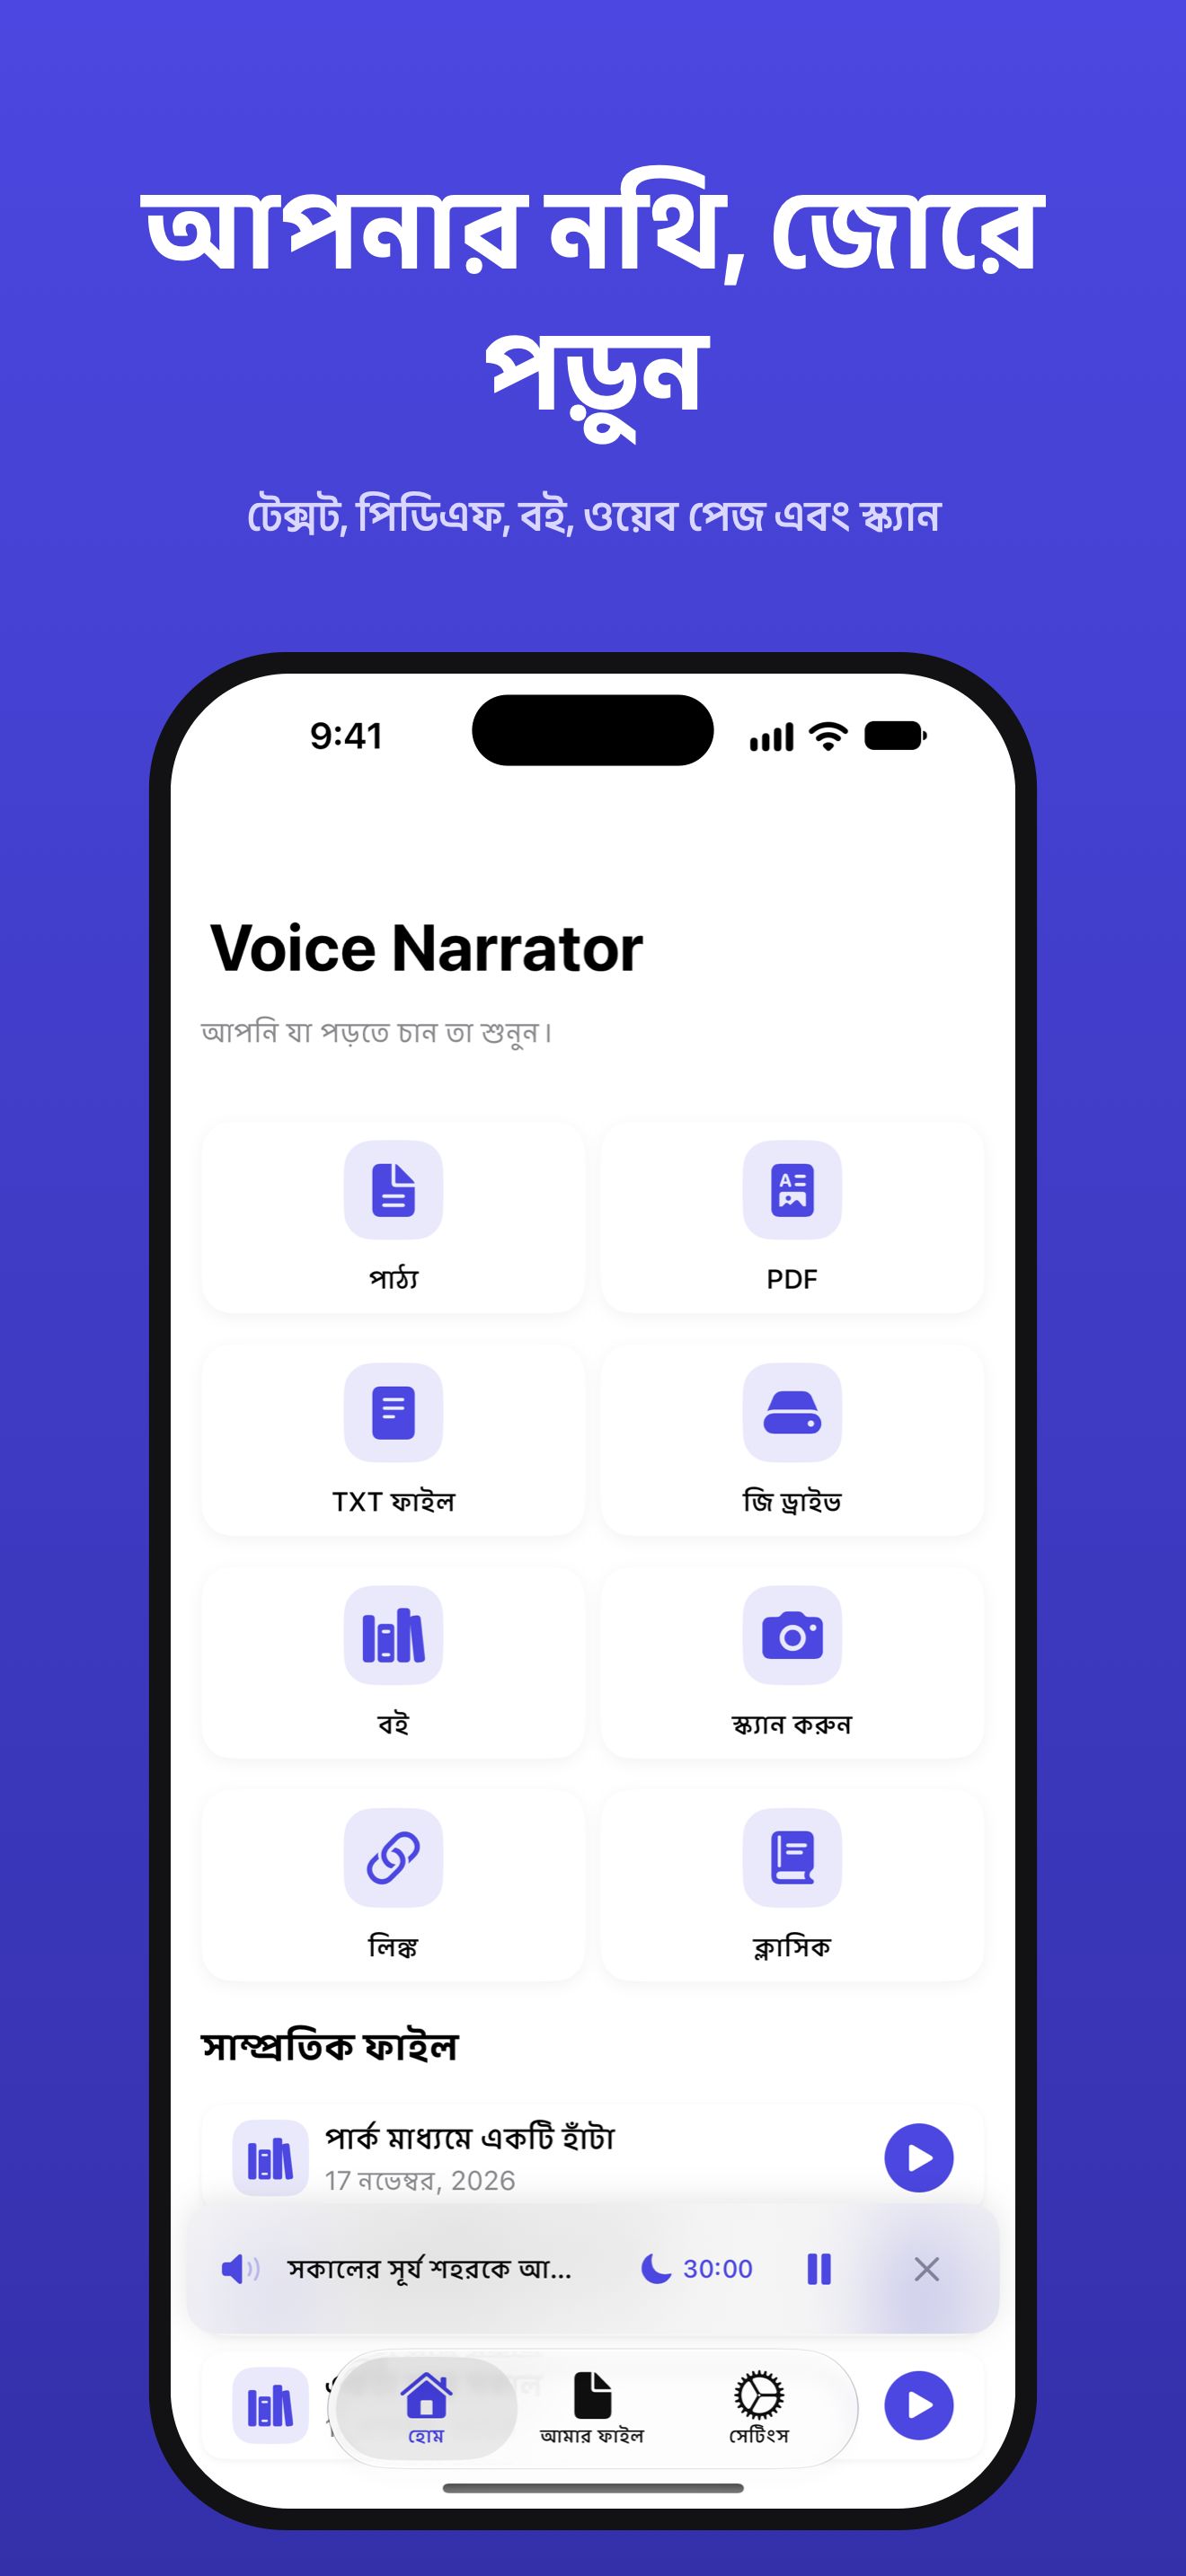 আপনার নথি, জোরে
পড়ুন
টেক্সট, পিডিএফ, বই, ওয়েব পেজ এবং স্ক্যান
9:41
Voice Narrator
আপনি যা পড়তে চান তা শুনুন।
পাঠ্য
PDF
TXT ফাইল
জি ড্রাইভ
বই
স্ক্যান করুন
লিঙ্ক
ক্লাসিক
সাম্প্রতিক ফাইল
পার্ক মাধ্যমে একটি হাঁটা
17 নভেম্বর, 2026
সকালের সূর্য শহরকে আ...
30:00
হোম
আমার ফাইল
সেটিংস